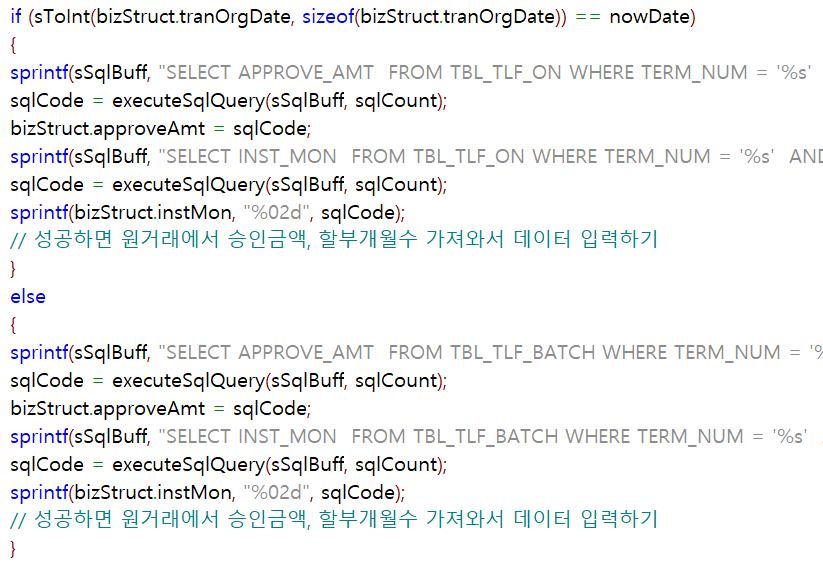 if (sToInt(bizStruct.tranOrgDate, sizeof(bizStruct.tranOrgDate)) == nowDate)
{
sprintf(sSqlBuff, "SELECT APPROVE_AMT  FROM TBL_TLF_ON WHERE TERM_NUM = '%s'
sqlCode = executeSqlQuery(sSqlBuff, sqlCount);
bizStruct.approveAmt = sqlCode;
sprintf(sSqlBuff, "SELECT INST_MON  FROM TBL_TLF_ON WHERE TERM_NUM = '%s'  AND
sqlCode = executeSqlQuery(sSqlBuff, sqlCount);
sprintf(bizStruct.instMon, "%02d", sqlCode);
// 성공하면 원거래에서 승인금액, 할부개월수 가져와서 데이터 입력하기
}
else
{
sprintf(sSqlBuff, "SELECT APPROVE_AMT  FROM TBL_TLF_BATCH WHERE TERM_NUM = '%
sqlCode = executeSqlQuery(sSqlBuff, sqlCount);
bizStruct.approveAmt = sqlCode;
sprintf(sSqlBuff, "SELECT INST_MON  FROM TBL_TLF_BATCH WHERE TERM_NUM = '%s'
sqlCode = executeSqlQuery(sSqlBuff, sqlCount);
sprintf(bizStruct.instMon, "%02d", sqlCode);
// 성공하면 원거래에서 승인금액, 할부개월수 가져와서 데이터 입력하기
}